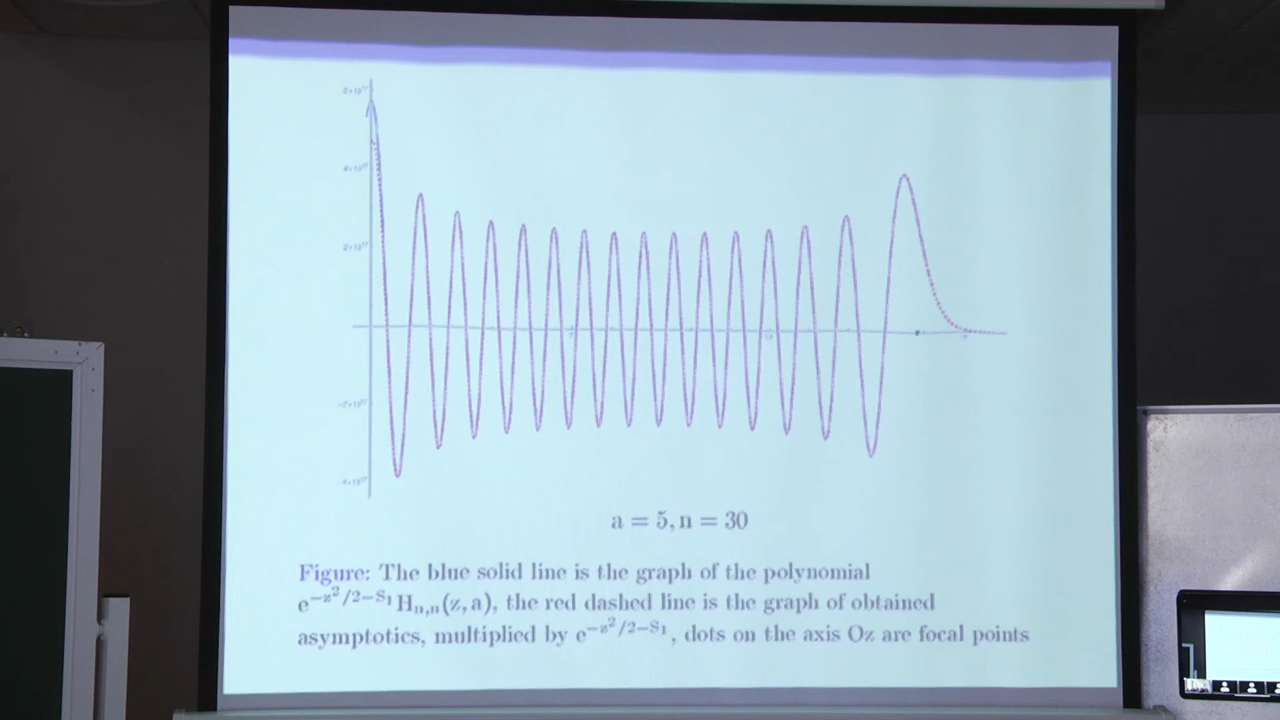 a = 5, n = 30
Figure: The blue solid line is the graph of the polynomial
e^{−z²/2−S₁}H_{n,n}(z, a), the red dashed line is the graph of obtained
asymptotics, multiplied by e^{−z²/2−S₁}, dots on the axis Oz are focal points